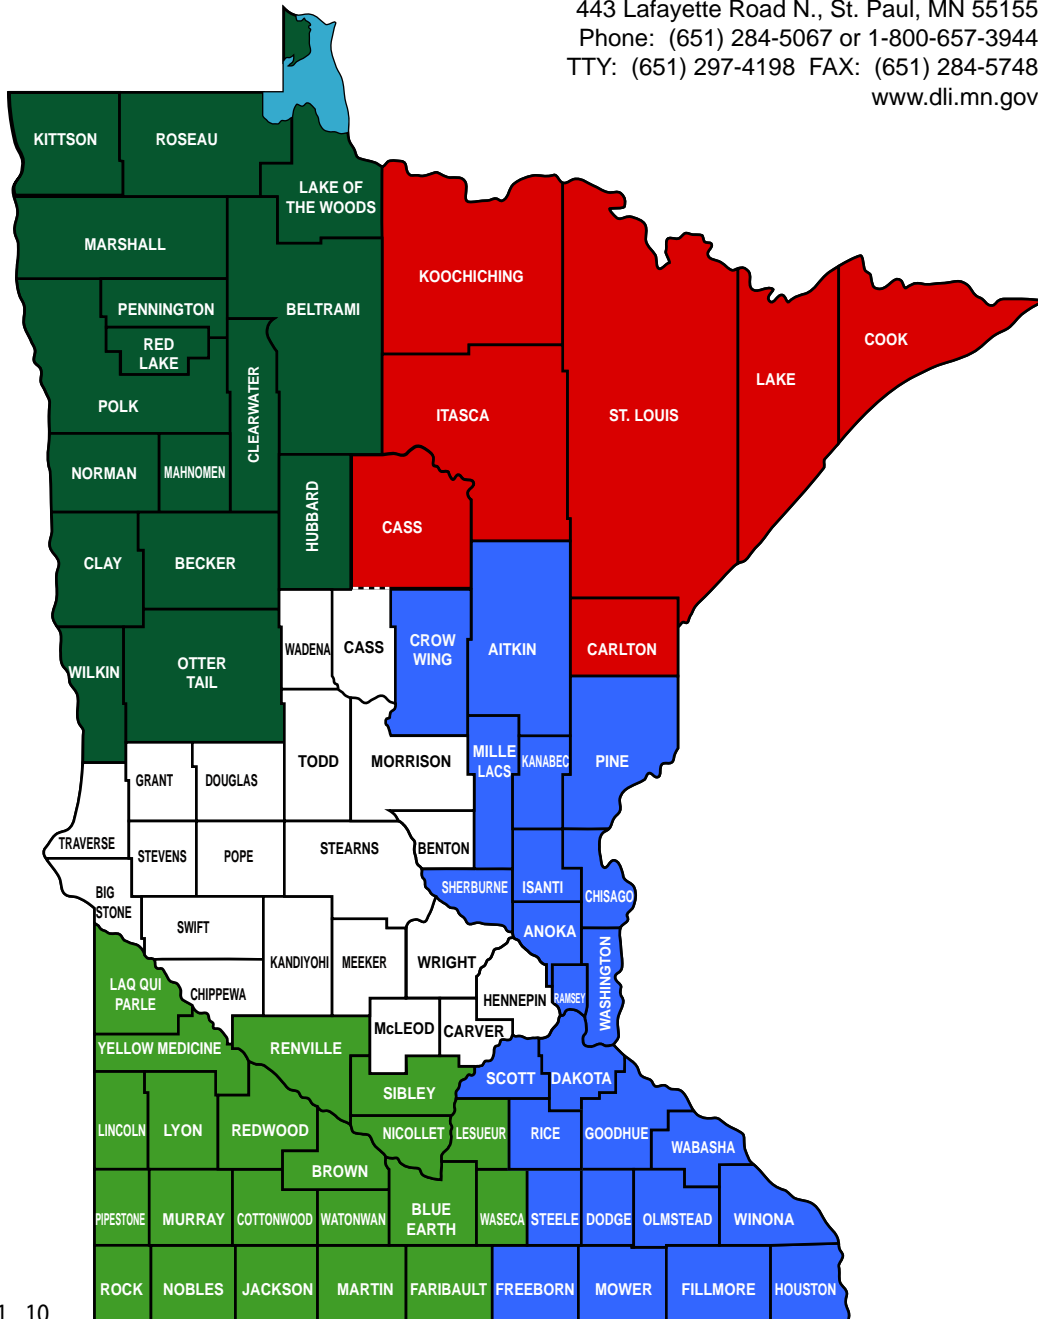 443 Lafayette Road N., St. Paul, MN 55155
Phone: (651) 284-5067 or 1-800-657-3944
TTY: (651) 297-4198 FAX: (651) 284-5748
www.dli.mn.gov
KITTSON
ROSEAU
LAKE OF
THE WOODS
MARSHALL
KOOCHICHING
PENNINGTON
BELTRAMI
RED
LAKE
COOK
LAKE
POLK
CLEARWATER
ITASCA
ST. LOUIS
NORMAN
MAHNOMEN
HUBBARD
CASS
CLAY
BECKER
WADENA
CASS
CROW
WING
AITKIN
CARLTON
WILKIN
OTTER
TAIL
TODD
MORRISON
MILLE
LACS
KANABEC
PINE
GRANT
DOUGLAS
TRAVERSE
STEVENS
POPE
STEARNS
BENTON
BIG
STONE
SHERBURNE
ISANTI
CHISAGO
SWIFT
ANOKA
KANDIYOHI
MEEKER
WRIGHT
WASHINGTON
LAQ QUI
PARLE
CHIPPEWA
HENNEPIN
RAMSEY
McLEOD
CARVER
YELLOW MEDICINE
RENVILLE
SIBLEY
SCOTT
DAKOTA
LINCOLN
LYON
REDWOOD
NICOLLET
LESUEUR
RICE
GOODHUE
WABASHA
BROWN
PIPESTONE
MURRAY
COTTONWOOD
WATONWAN
BLUE
EARTH
WASECA
STEELE
DODGE
OLMSTEAD
WINONA
ROCK
NOBLES
JACKSON
MARTIN
FARIBAULT
FREEBORN
MOWER
FILLMORE
HOUSTON
10